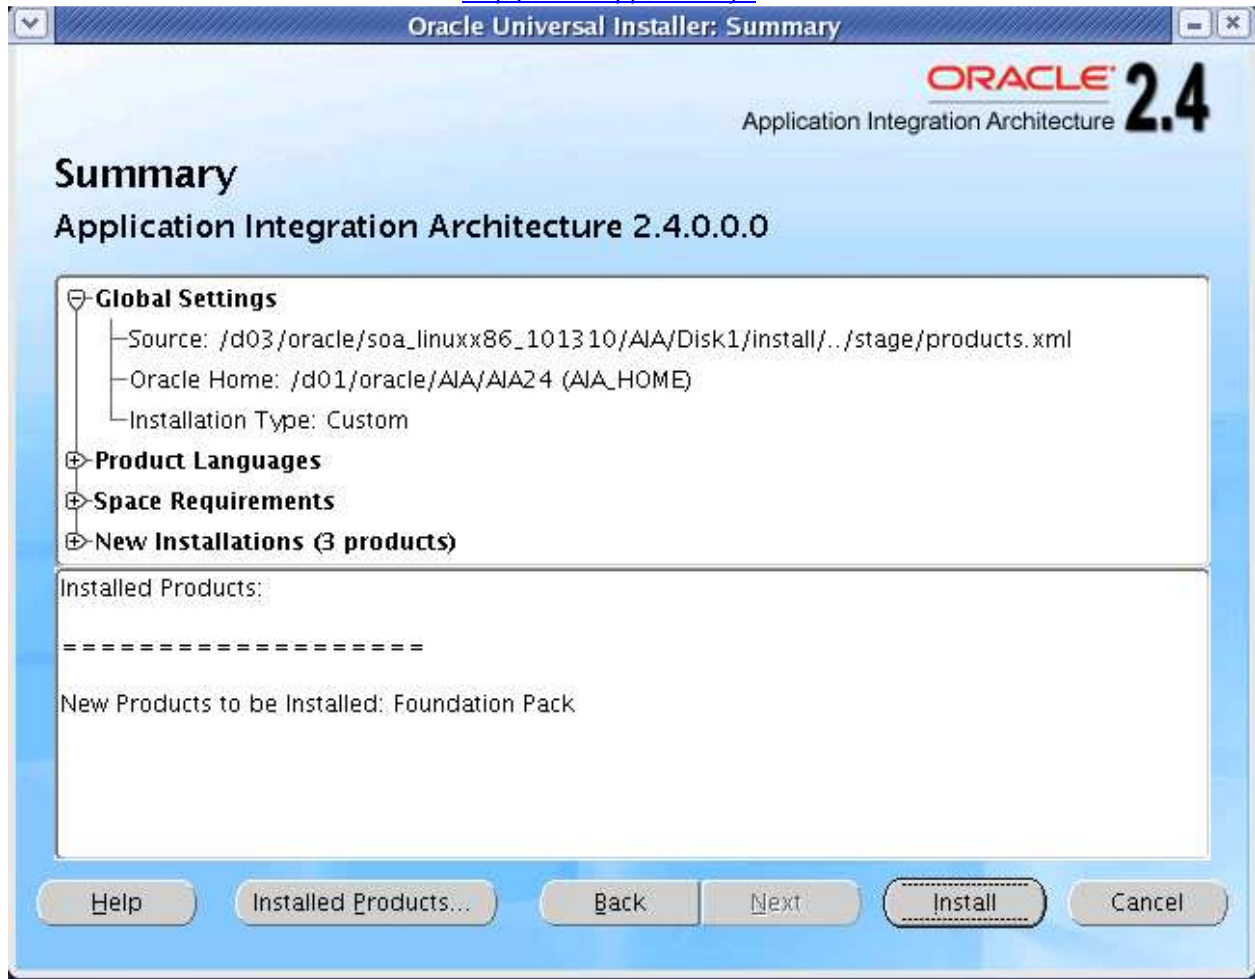 Oracle Universal Installer: Summary
ORACLE 2.4
Application Integration Architecture
Summary
Application Integration Architecture 2.4.0.0.0
Global Settings
Source: /d03/oracle/soa_linuxx86_101310/AIA/Disk1/install/../stage/products.xml
Oracle Home: /d01/oracle/AIA/AIA24 (AIA_HOME)
Installation Type: Custom
Product Languages
Space Requirements
New Installations (3 products)
Installed Products:
===================
New Products to be Installed: Foundation Pack
Help Installed Products... Back Next Install Cancel